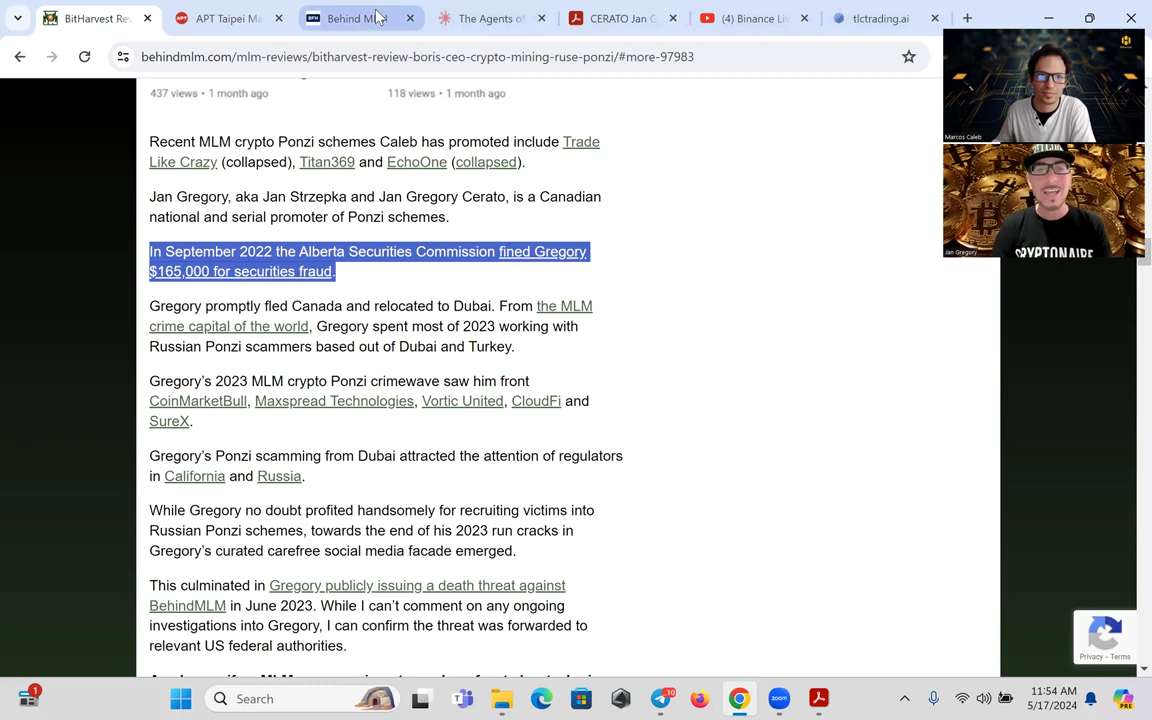 BitHarvest Re
APT Taipei Ma
Behind M
The Agents of
CERATO Jan G
(4) Binance Li
tlctrading.ai
behindmlm.com/mlm-reviews/bitharvest-review-boris-ceo-crypto-mining-ruse-ponzi/#more-97983
437 views • 1 month ago
118 views • 1 month ago
Recent MLM crypto Ponzi schemes Caleb has promoted include Trade
Like Crazy (collapsed), Titan369 and EchoOne (collapsed).
Jan Gregory, aka Jan Strzepka and Jan Gregory Cerato, is a Canadian
national and serial promoter of Ponzi schemes.
In September 2022 the Alberta Securities Commission fined Gregory
$165,000 for securities fraud.
Gregory promptly fled Canada and relocated to Dubai. From the MLM
crime capital of the world, Gregory spent most of 2023 working with
Russian Ponzi scammers based out of Dubai and Turkey.
Gregory's 2023 MLM crypto Ponzi crimewave saw him front
CoinMarketBull, Maxspread Technologies, Vortic United, CloudFi and
SureX.
Gregory's Ponzi scamming from Dubai attracted the attention of regulators
in California and Russia.
While Gregory no doubt profited handsomely for recruiting victims into
Russian Ponzi schemes, towards the end of his 2023 run cracks in
Gregory's curated carefree social media facade emerged.
This culminated in Gregory publicly issuing a death threat against
BehindMLM in June 2023. While I can't comment on any ongoing
investigations into Gregory, I can confirm the threat was forwarded to
relevant US federal authorities.
Marcos Caleb
CRYPTONAIRE
Jan Gregory
Privacy - Terms
1
Search
10
zoom
11:54 AM
5/17/2024
PRE